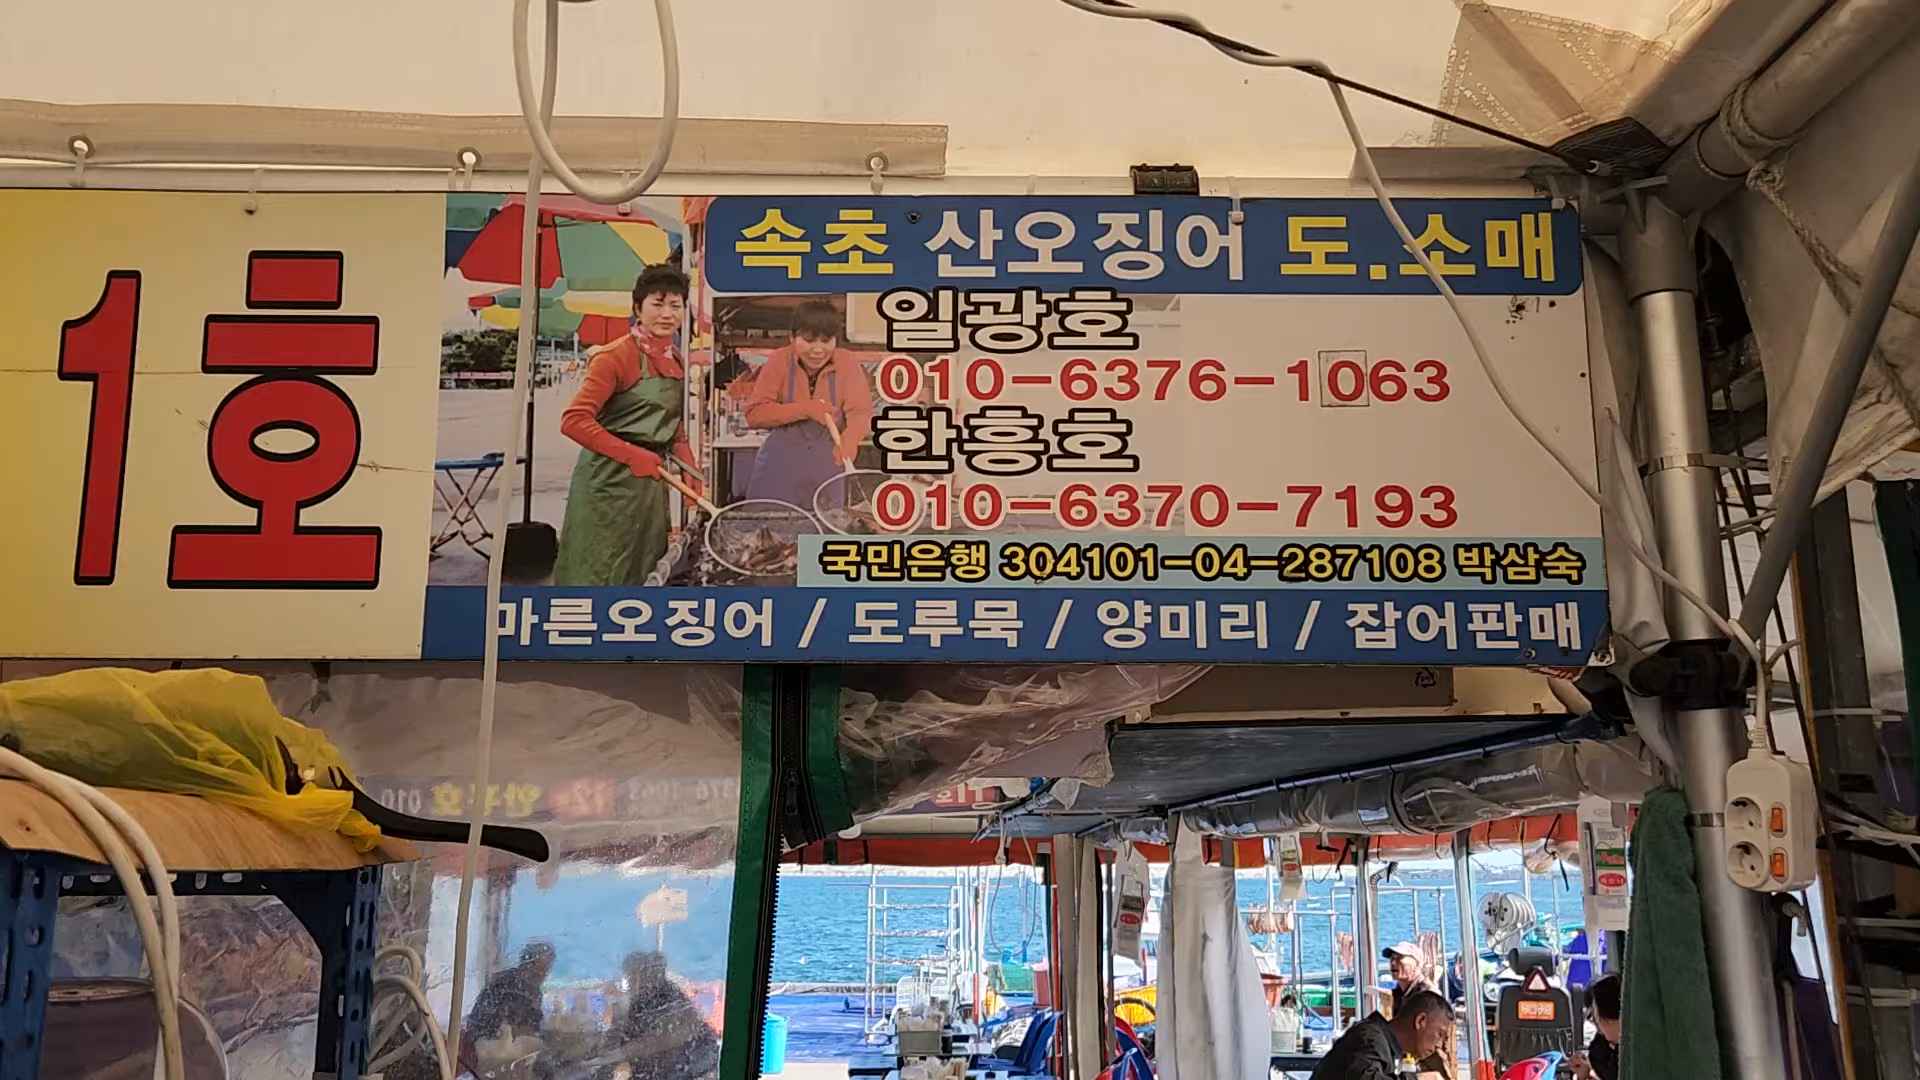 1호
속초 산오징어 도.소매
일광호
010-6376-1063
한흥호
010-6370-7193
국민은행 304101-04-287108 박삼숙
마른오징어 / 도루묵 / 양미리 / 잡어판매